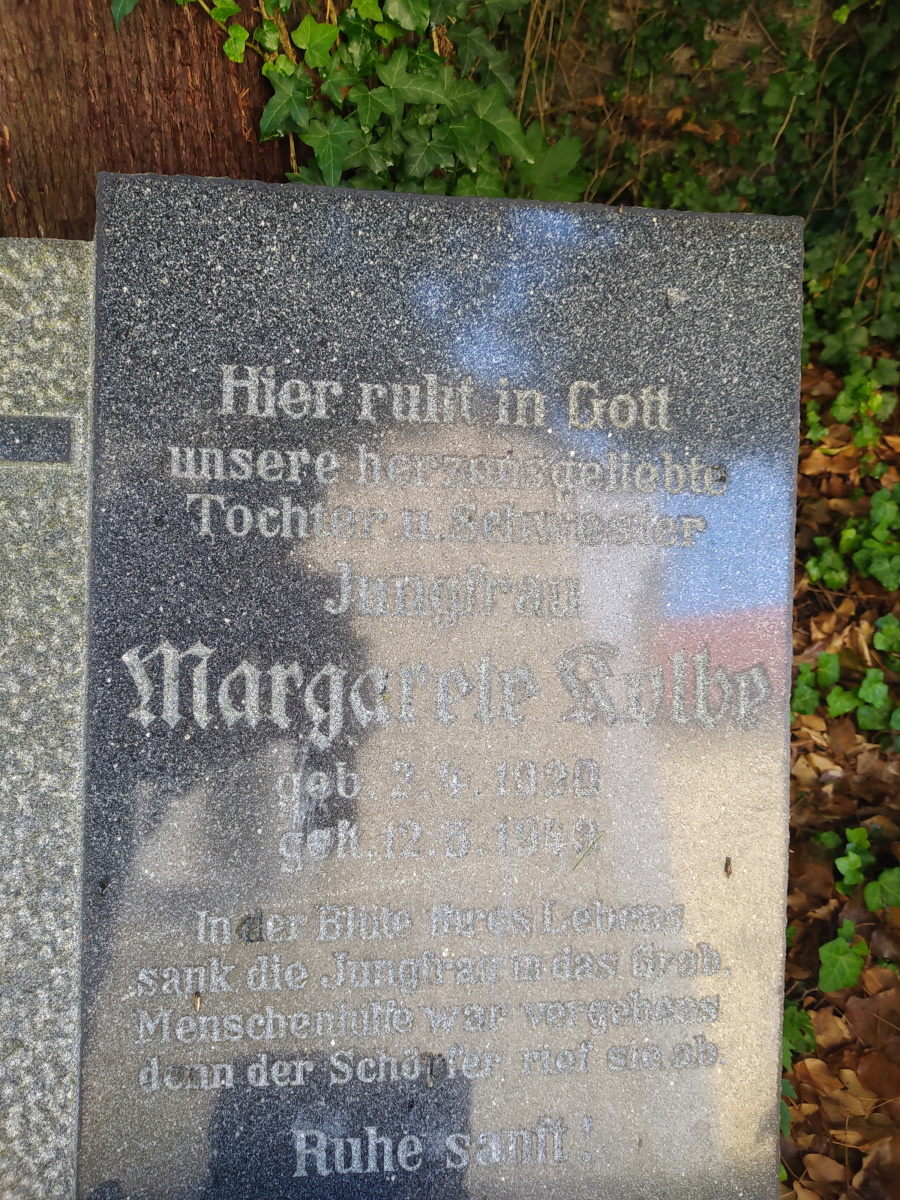 Hier ruht in Gott
unsere herzensgeliebte
Tochter u. Schwester
Jungfrau
Margarete Kolbe
geb. 2.4.1920
gest. 12.3.1949
In der Blüte ihres Lebens
sank die Jungfrau in das Grab.
Menschenhilfe war vergebens
denn der Schöpfer rief sie ab.
Ruhe sanft!